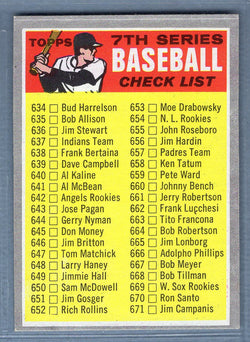 TOPPS 7TH SERIES
BASEBALL
CHECK LIST
634 Bud Harrelson
635 Bob Allison
636 Jim Stewart
637 Indians Team
638 Frank Bertaina
639 Dave Campbell
640 Al Kaline
641 Al McBean
642 Angels Rookies
643 Jose Pagan
644 Gerry Nyman
645 Don Money
646 Jim Britton
647 Tom Matchick
648 Larry Haney
649 Jimmie Hall
650 Sam McDowell
651 Jim Gosger
652 Rich Rollins
653 Moe Drabowsky
654 N. L. Rookies
655 John Roseboro
656 Jim Hardin
657 Padres Team
658 Ken Tatum
659 Pete Ward
660 Johnny Bench
661 Jerry Robertson
662 Frank Lucchesi
663 Tito Francona
664 Bob Robertson
665 Jim Lonborg
666 Adolpho Phillips
667 Bob Meyer
668 Bob Tillman
669 W. Sox Rookies
670 Ron Santo
671 Jim Campanis